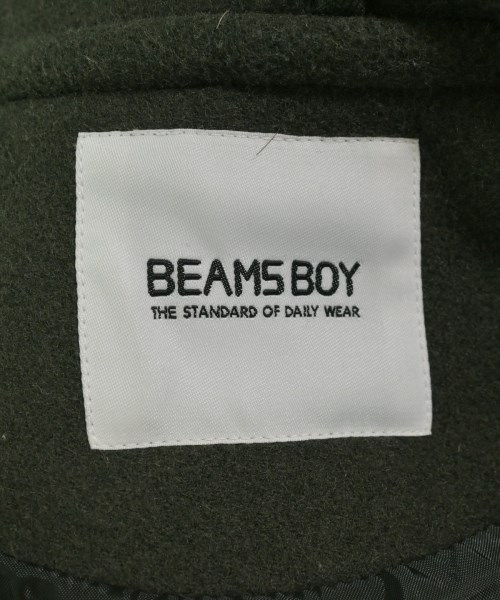 BEAMS BOY
THE STANDARD OF DAILY WEAR